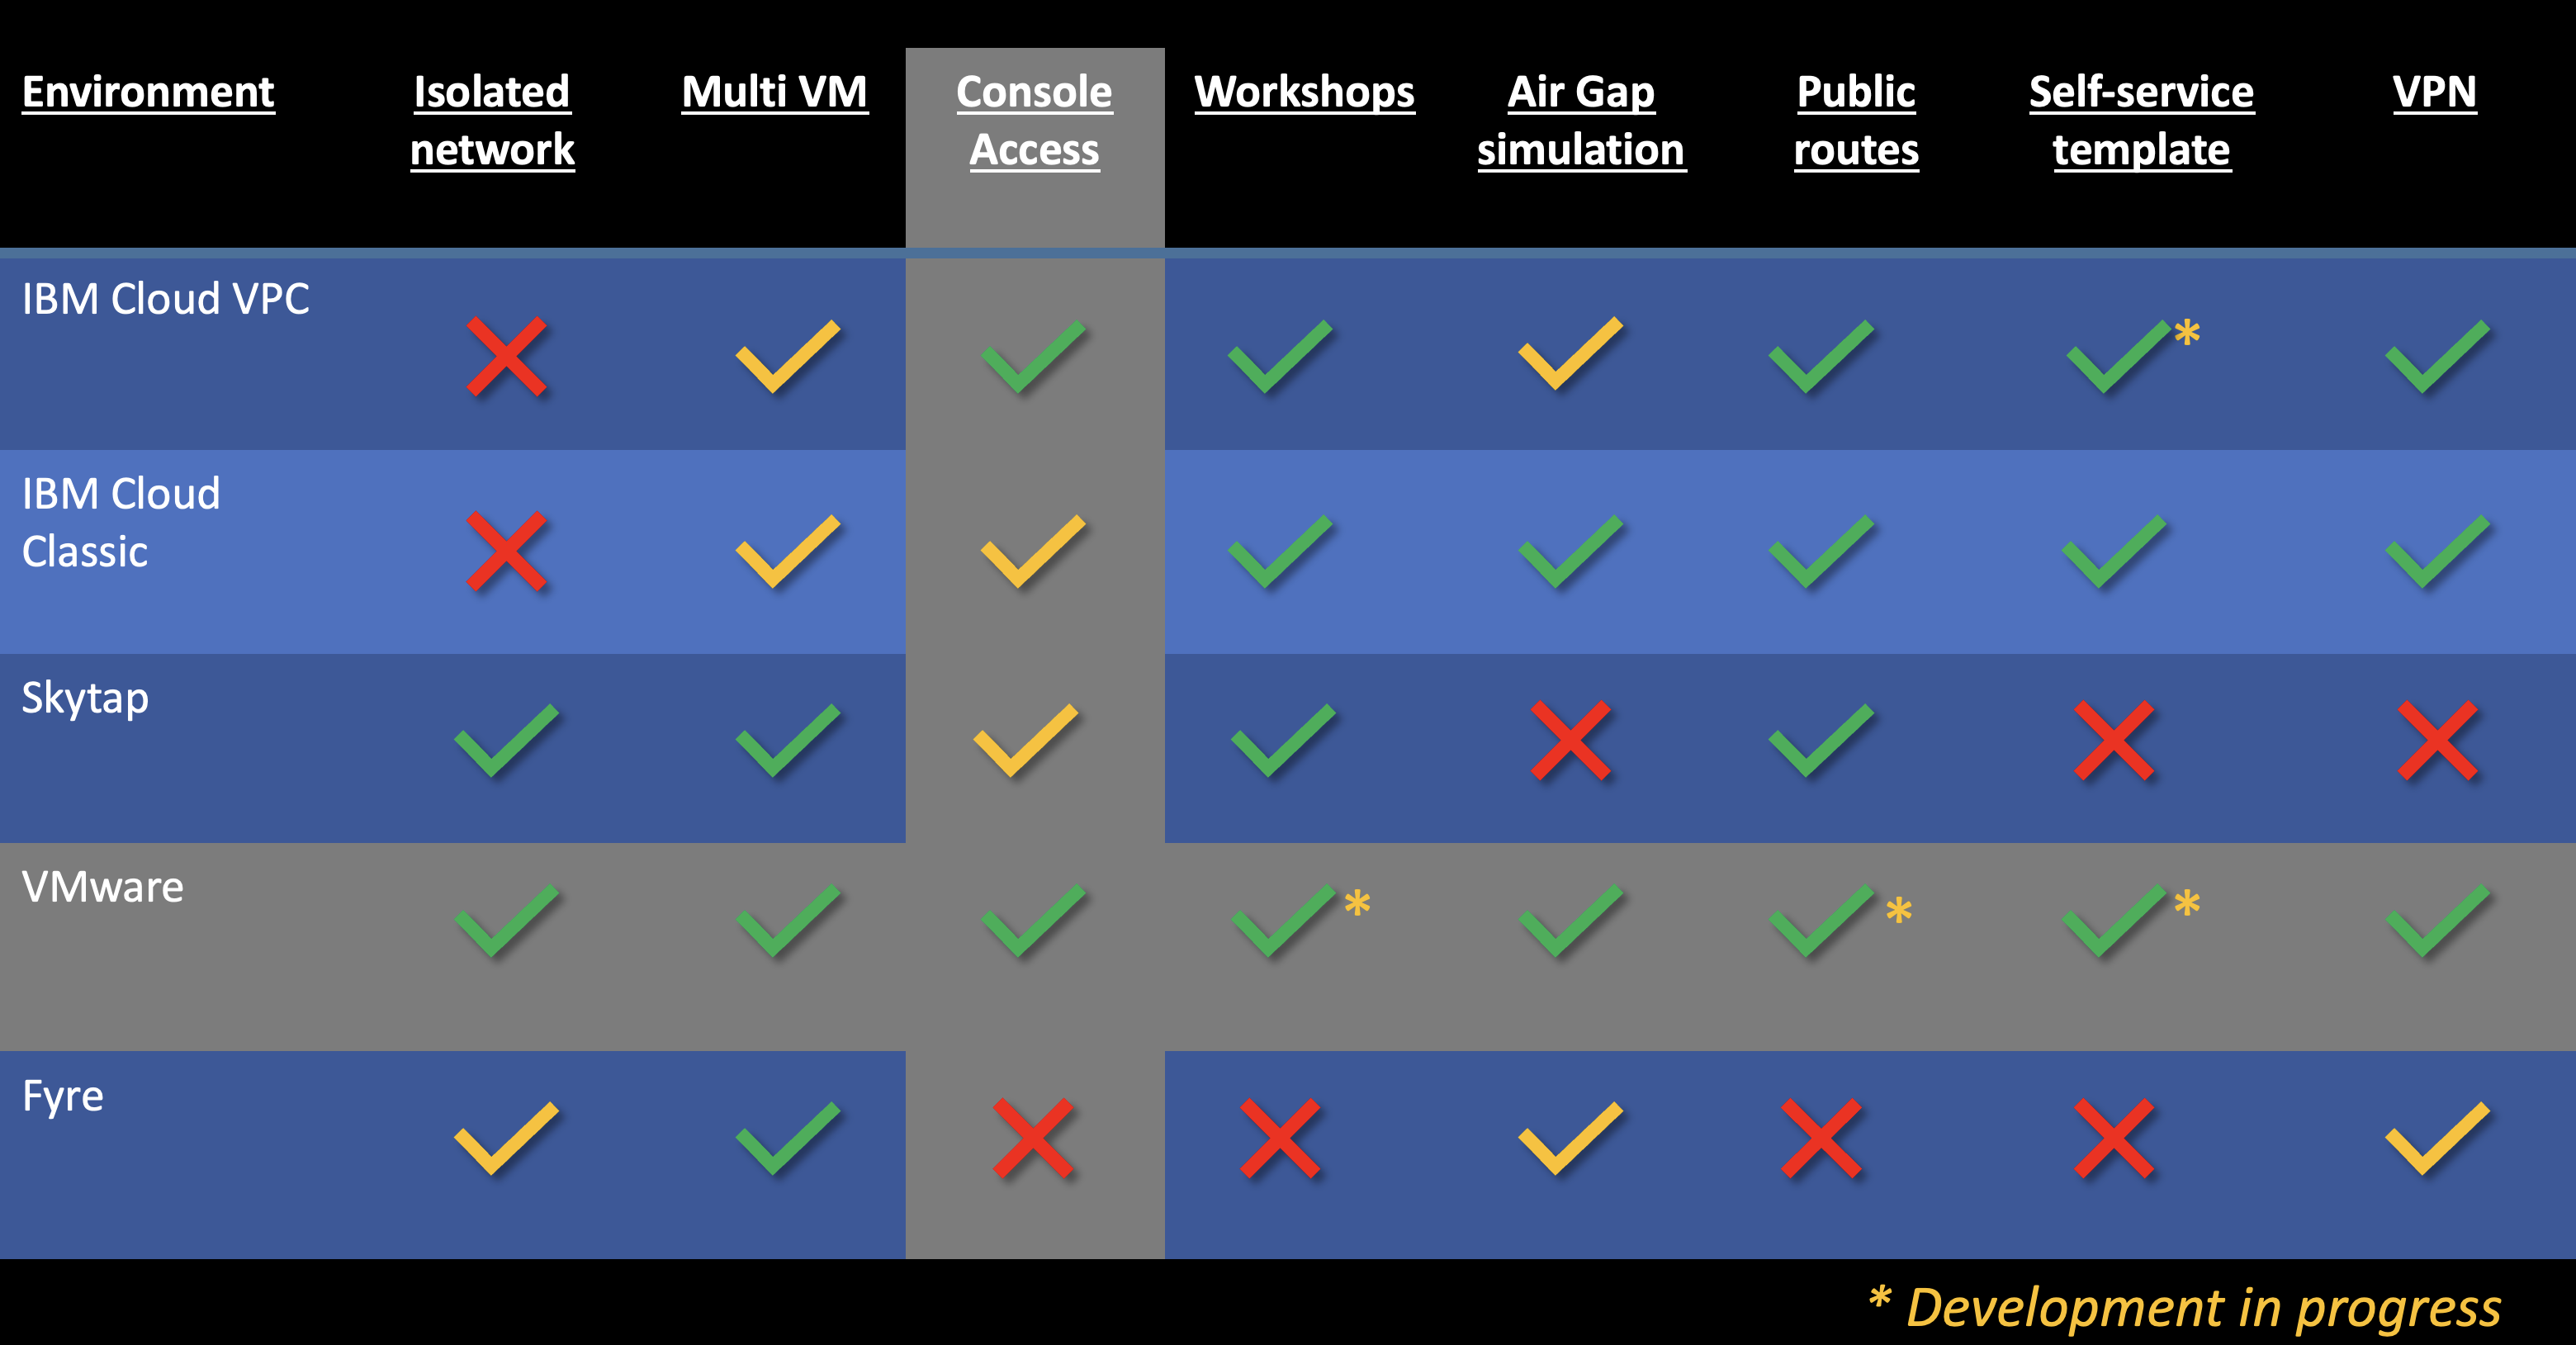 Environment
Isolated
network
Multi VM
Console
Access
Workshops
Air Gap
simulation
Public
routes
Self-service
template
VPN
IBM Cloud VPC
*
IBM Cloud
Classic
Skytap
VMware
* * *
Fyre
* Development in progress